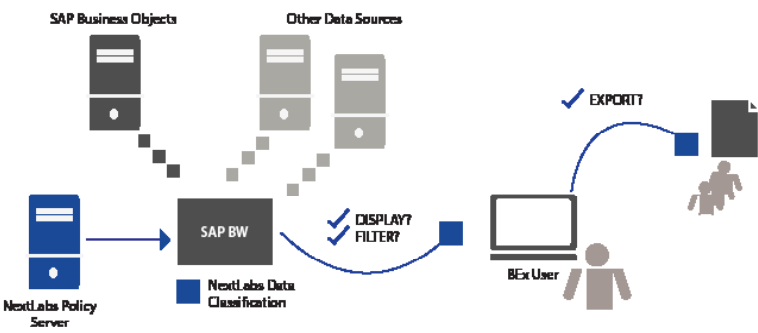 SAP Business Objects
Other Data Sources
EXPORT?
DISPLAY?
FILTER?
SAP BW
BEx User
NextLabs Data
Classification
NextLabs Policy
Server